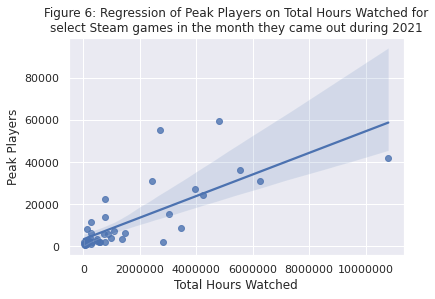 Figure 6: Regression of Peak Players on Total Hours Watched for
select Steam games in the month they came out during 2021
80000
60000
40000
20000
0
Peak Players
0 2000000 4000000 6000000 8000000 10000000
Total Hours Watched